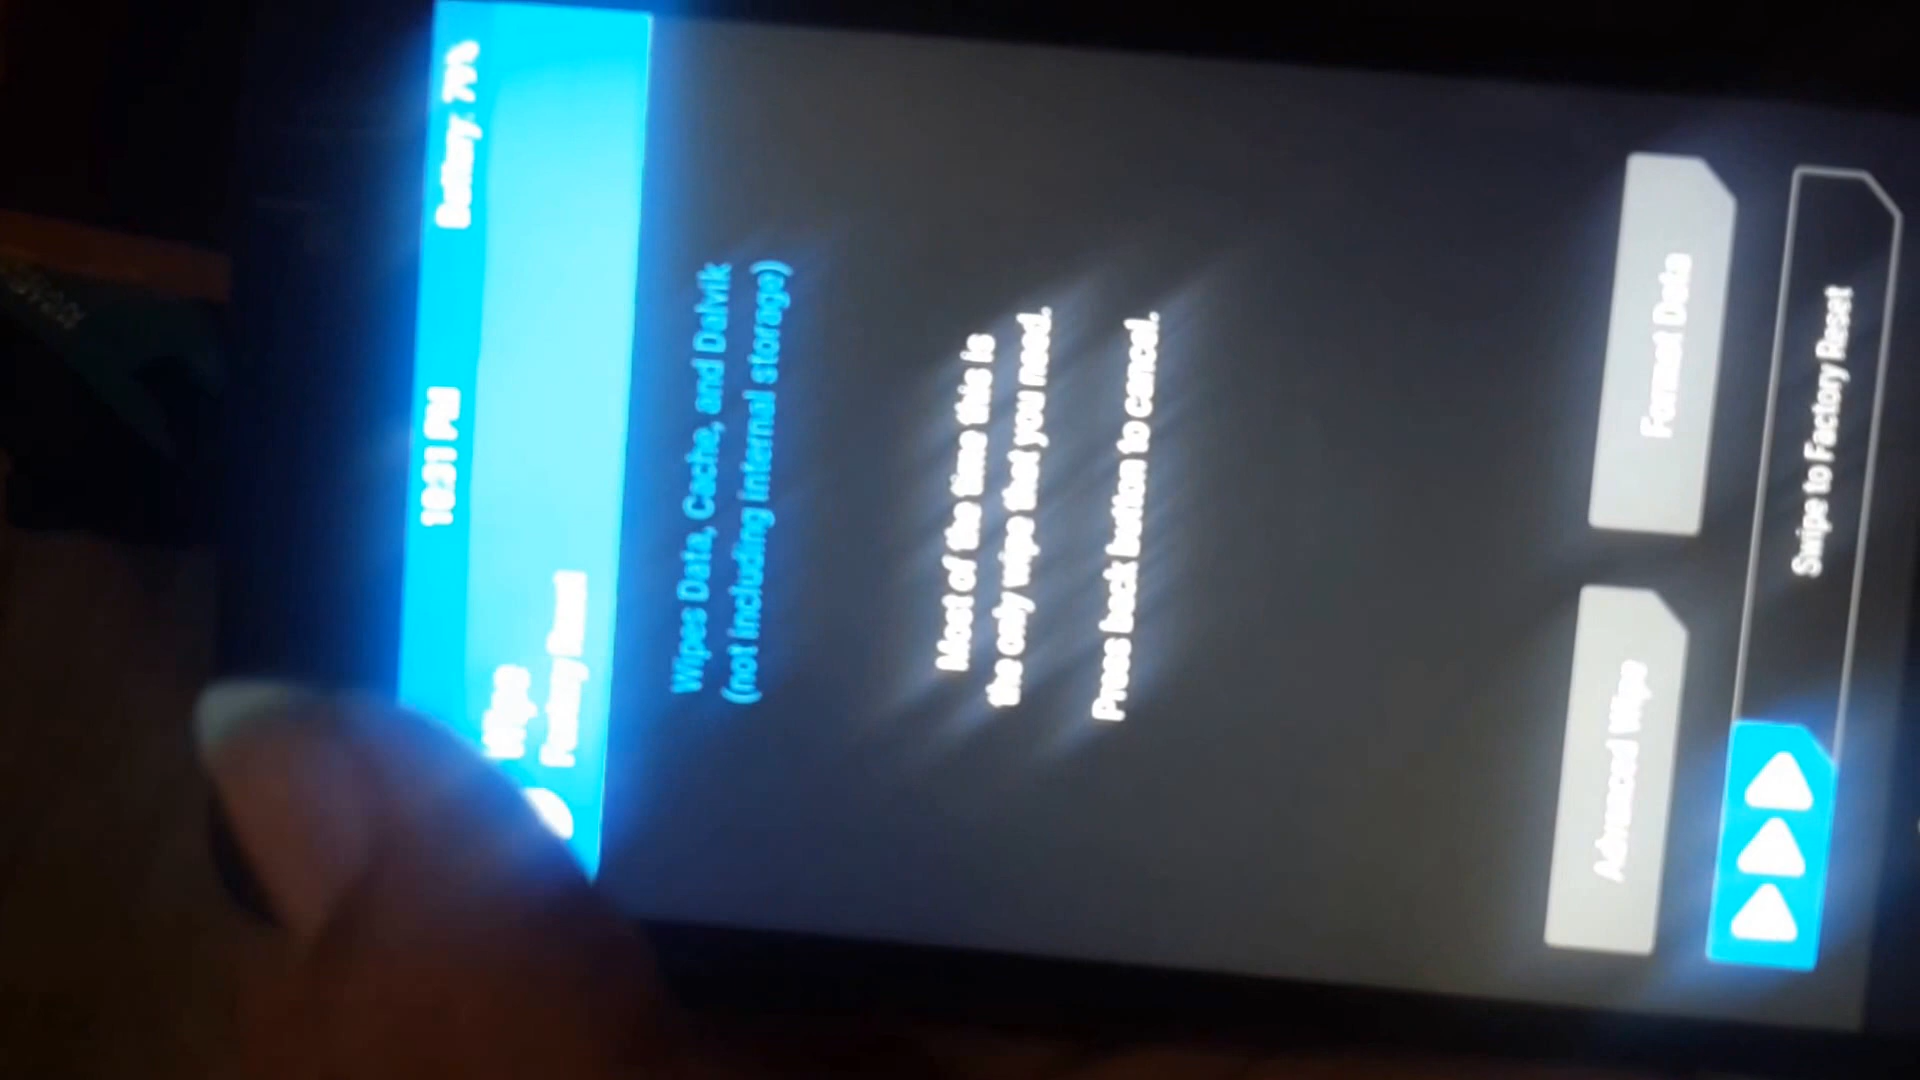 10:31 PM
Wipe
Factory Reset
Wipes Data, Cache, and Dalvik
(not including internal storage)
Most of the time this is
the only wipe that you need.
Press back button to cancel.
Advanced Wipe
Format Data
Swipe to Factory Reset